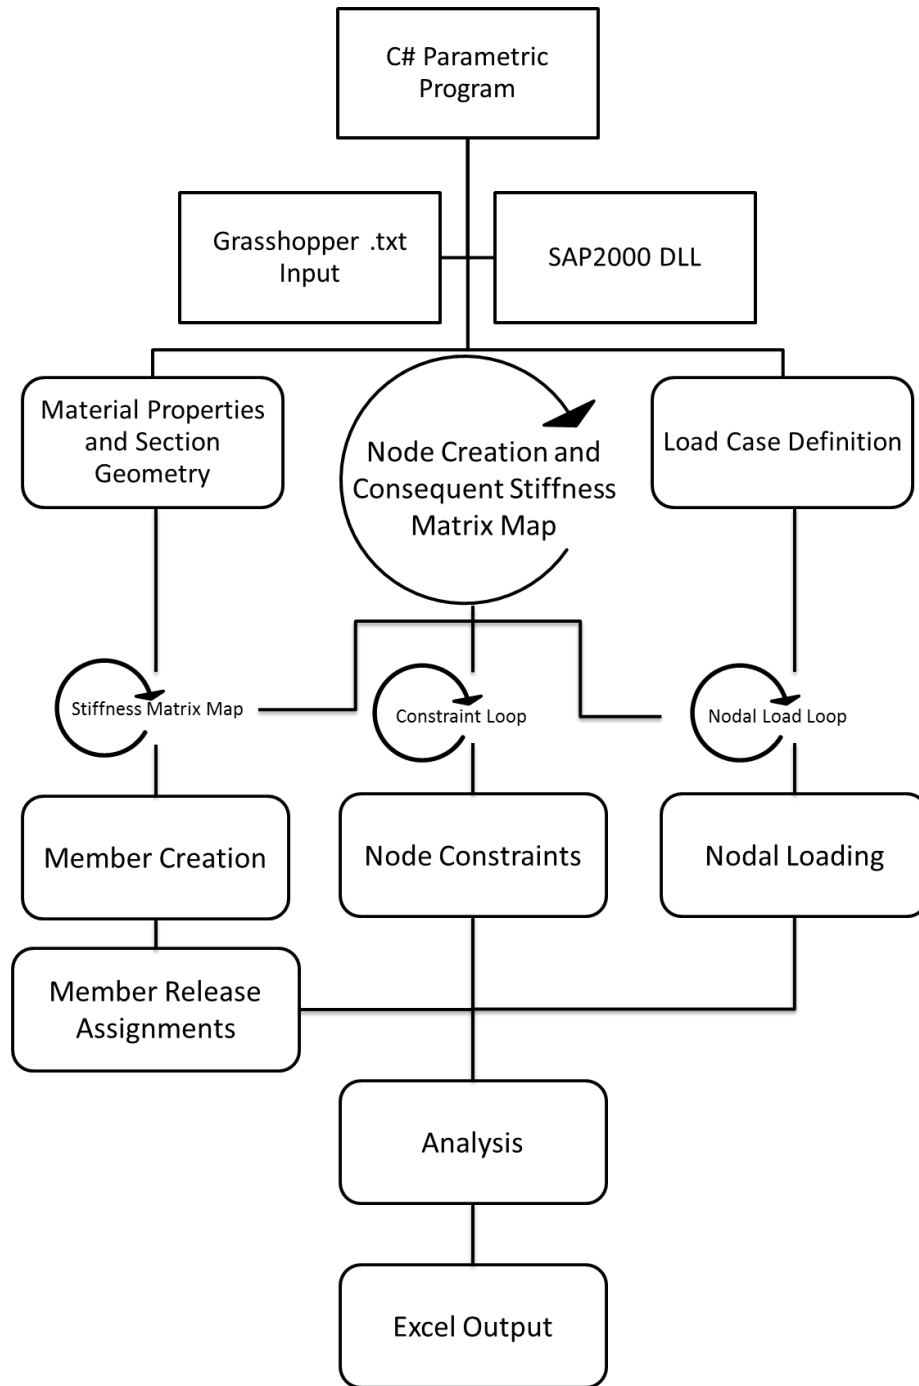 C# Parametric
Program
Grasshopper .txt
Input
SAP2000 DLL
Material Properties
and Section
Geometry
Node Creation and
Consequent Stiffness
Matrix Map
Load Case Definition
Stiffness Matrix Map
Constraint Loop
Nodal Load Loop
Member Creation
Node Constraints
Nodal Loading
Member Release
Assignments
Analysis
Excel Output